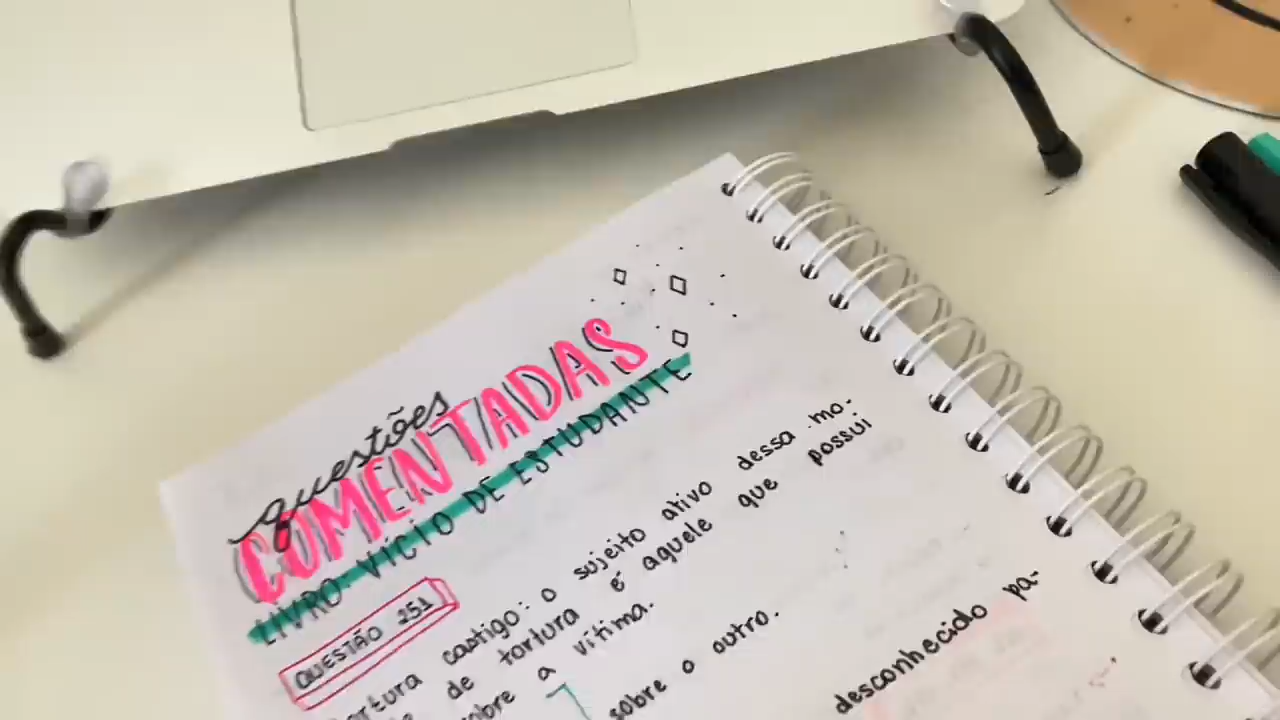 questões
COMENTADAS
LIVRO VÍCIO DE ESTUDANTE
QUESTÃO 251
tortura castigo: o sujeito ativo dessa mo-
de tortura é aquele que possui
sobre a vítima.
sobre o outro.
desconhecido pa-